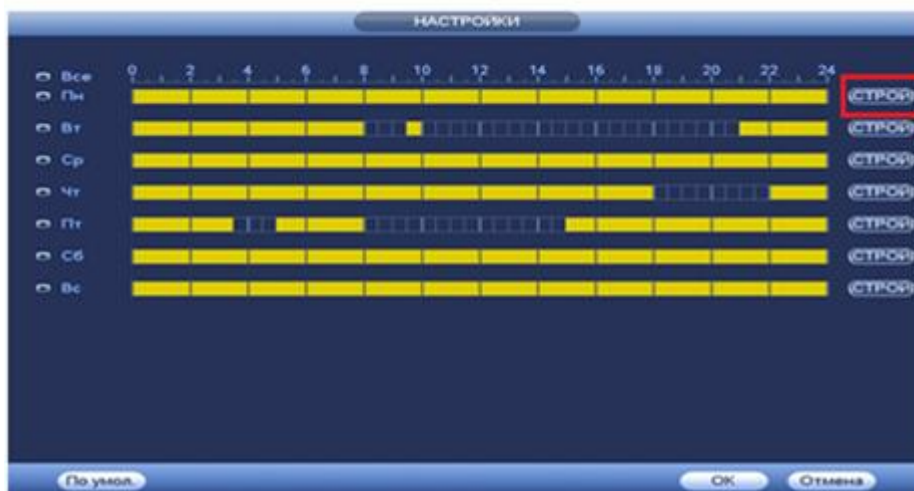 НАСТРОЙКИ
0 2 4 6 8 10 12 14 16 18 20 22 24
Все
Пн (СТРОЙ)
Вт (СТРОЙ)
Ср (СТРОЙ)
Чт (СТРОЙ)
Пт (СТРОЙ)
Сб (СТРОЙ)
Вс (СТРОЙ)
По умол. ОК Отмена